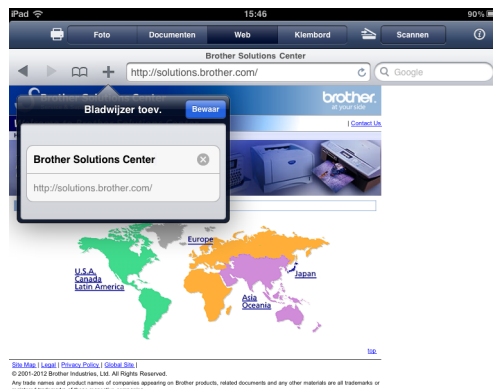 iPad 15:46 90%
Foto Documenten Web Klembord Scannen
Brother Solutions Center
http://solutions.brother.com/ Google
brother
at your side
Bladwijzer toev. Bewaar
Contact Us
Brother Solutions Center
http://solutions.brother.com/
Europe
U.S.A.
Canada
Latin America
Japan
Asia
Oceania
top
Site Map | Legal | Privacy Policy | Global Site |
© 2001-2012 Brother Industries, Ltd. All Rights Reserved.
Any trade names and product names of companies appearing on Brother products, related documents and any other materials are all trademarks or